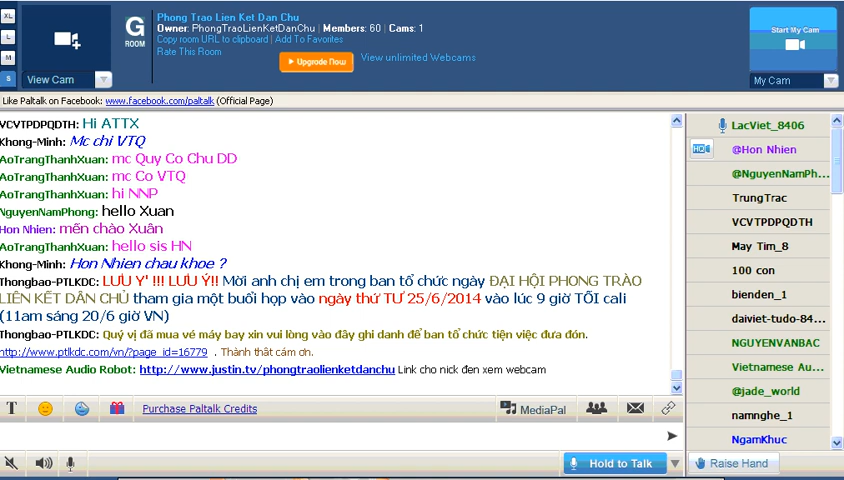 XL
L
M
S
View Cam
G
ROOM
Phong Trao Lien Ket Dan Chu
Owner: PhongTraoLienKetDanChu | Members: 60 | Cams: 1
Copy room URL to clipboard | Add To Favorites
Rate This Room
Upgrade Now
View unlimited Webcams
Start My Cam
My Cam
Like Paltalk on Facebook: www.facebook.com/paltalk (Official Page)
VCVTPDPQDTH: Hi ATTX
Khong-Minh: Mc chi VTQ
AoTrangThanhXuan: mc Quy Co Chu DD
AoTrangThanhXuan: mc Co VTQ
AoTrangThanhXuan: hi NNP
NguyenNamPhong: hello Xuan
Hon Nhien: mến chào Xuân
AoTrangThanhXuan: hello sis HN
Khong-Minh: Hon Nhien chau khoe ?
Thongbao-PTLKDC: LƯU Y' !!! LƯU Ý!! Mời anh chị em trong ban tổ chức ngày ĐẠI HỘI PHONG TRÀO
LIÊN KẾT DÂN CHỦ tham gia một buổi họp vào ngày thứ TƯ 25/6/2014 vào lúc 9 giờ TỐI cali
(11am sáng 20/6 giờ VN)
Thongbao-PTLKDC: Quý vị đã mua vé máy bay xin vui lòng vào đây ghi danh để ban tổ chức tiện việc đưa đón.
http://www.ptlkdc.com/vn/?page_id=16779 . Thành thât cám ơn.
Vietnamese Audio Robot: http://www.justin.tv/phongtraolienketdanchu Link cho nick đen xem webcam
LacViet_8406
HQ
@Hon Nhien
@NguyenNamPh...
TrungTrac
VCVTPDPQDTH
May Tim_8
100 con
bienden_1
daiviet-tudo-84...
NGUYENVANBAC
Vietnamese Au...
@jade_world
namnghe_1
NgamKhuc
T
Purchase Paltalk Credits
MediaPal
Hold to Talk
Raise Hand